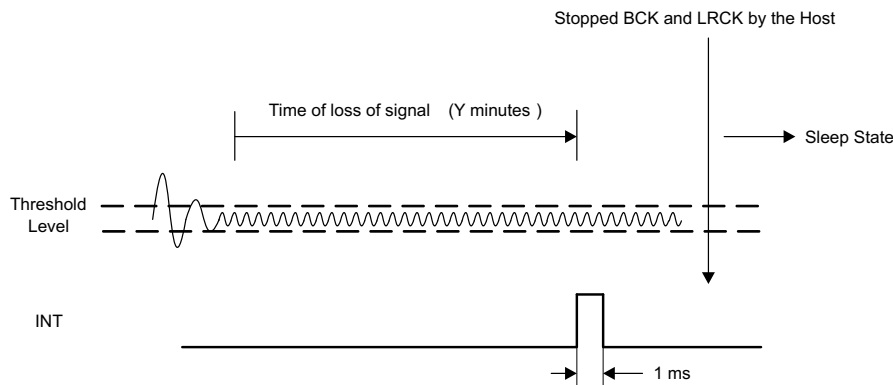 Stopped BCK and LRCK by the Host
Time of loss of signal (Y minutes )
Sleep State
Threshold
Level
INT
1 ms